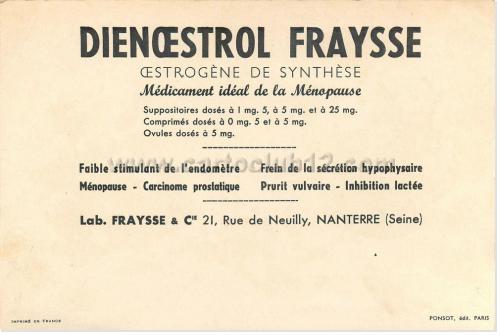 DIENŒSTROL FRAYSSE
ŒSTROGÈNE DE SYNTHÈSE
Médicament idéal de la Ménopause
Suppositoires dosés à 1 mg. 5, à 5 mg. et à 25 mg.
Comprimés dosés à 0 mg. 5 et à 5 mg.
Ovules dosés à 5 mg.
www.cartoclub13.com
Faible stimulant de l'endomètre Frein de la sécrétion hypophysaire
Ménopause - Carcinome prostatique Prurit vulvaire - Inhibition lactée
Lab. FRAYSSE & Cie 21, Rue de Neuilly, NANTERRE (Seine)
IMPRIMÉ EN FRANCE PONSOT, édit. PARIS